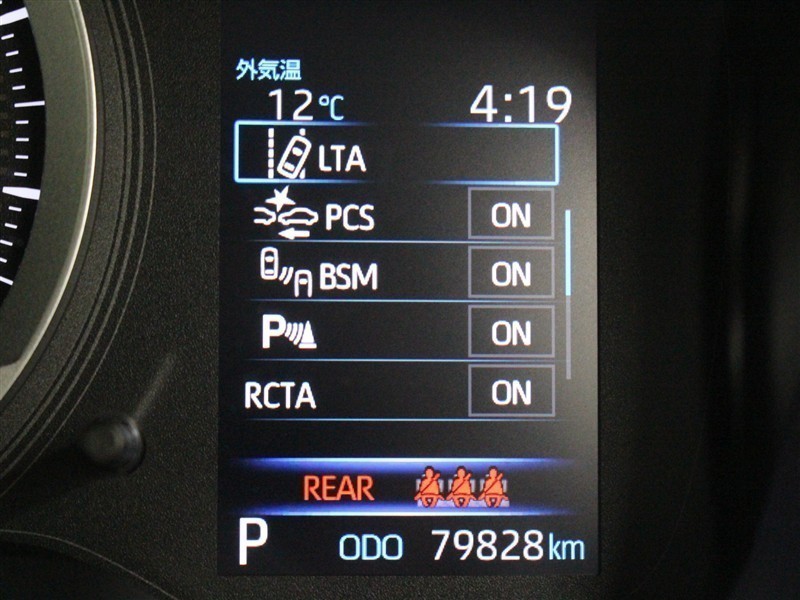 外気温
12℃ 4:19
LTA
PCS ON
BSM ON
P ON
RCTA ON
REAR
P ODO 79828km